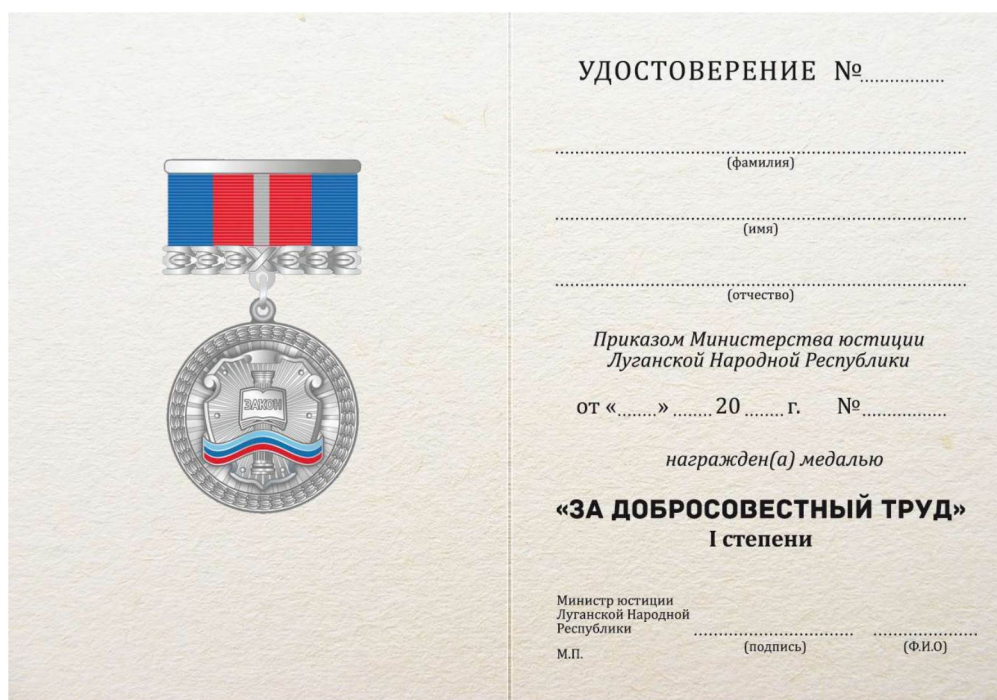 ЗАКОН
УДОСТОВЕРЕНИЕ №................
(фамилия)
(имя)
(отчество)
Приказом Министерства юстиции
Луганской Народной Республики
от «.......» ....... 20 ....... г. №................
награжден(а) медалью
«ЗА ДОБРОСОВЕСТНЫЙ ТРУД»
I степени
Министр юстиции
Луганской Народной
Республики
(подпись) (Ф.И.О)
М.П.